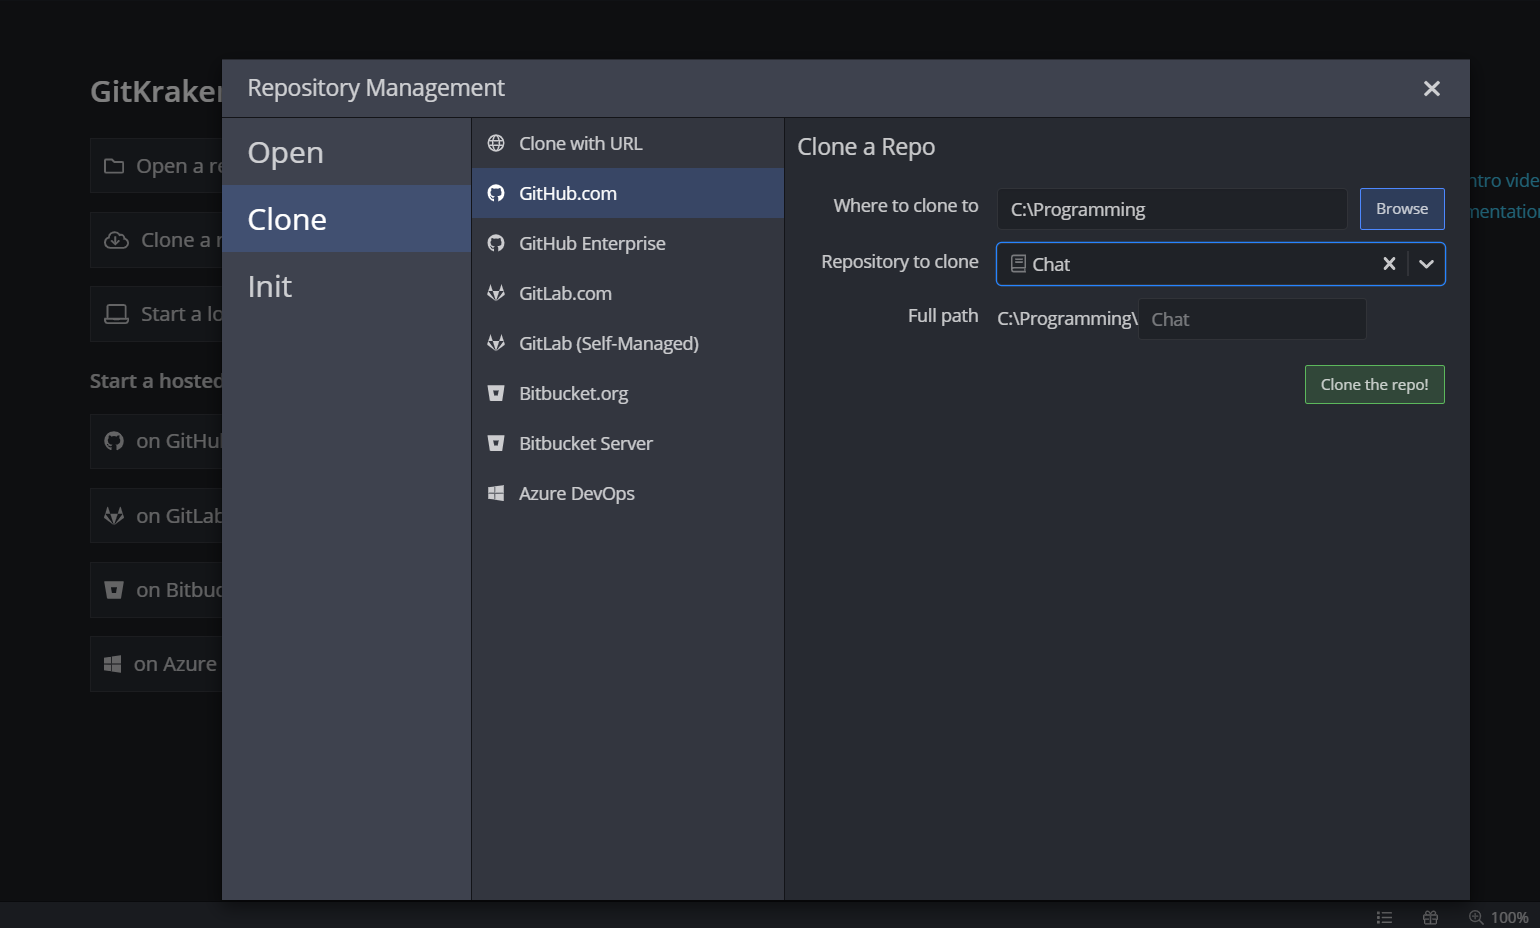 GitKraken
Open a re
Clone a r
Start a lo
Start a hosted
on GitHu
on GitLab
on Bitbuc
on Azure
Repository Management
Open
Clone
Init
Clone with URL
GitHub.com
GitHub Enterprise
GitLab.com
GitLab (Self-Managed)
Bitbucket.org
Bitbucket Server
Azure DevOps
Clone a Repo
Where to clone to
C:\Programming
Browse
Repository to clone
Chat
Full path
C:\Programming\
Chat
Clone the repo!
ntro vide
mentation
100%